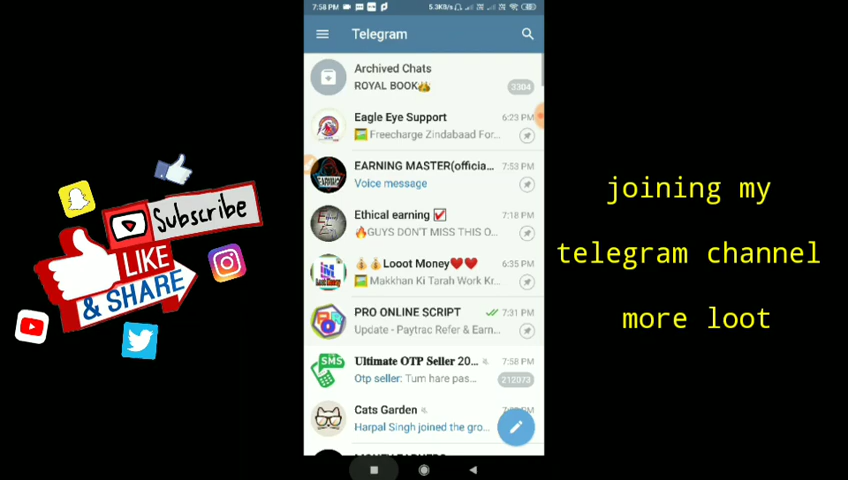 7:58 PM
5.3KB/s
Telegram
Archived Chats
ROYAL BOOK👑
3304
Eagle Eye Support
6:23 PM
🖼️ Freecharge Zindabaad For...
EARNING MASTER(officia...
7:53 PM
Voice message
Ethical earning ☑️
7:18 PM
🔥GUYS DON'T MISS THIS O...
💰💰Looot Money❤️❤️
6:35 PM
🖼️ Makkhan Ki Tarah Work Kr...
PRO ONLINE SCRIPT
7:31 PM
Update - Paytrac Refer & Earn...
SMS
Ultimate OTP Seller 20...
7:58 PM
Otp seller: Tum hare pas...
212073
Cats Garden
Harpal Singh joined the gro...
Subscribe
LIKE
& SHARE
joining my
telegram channel
more loot